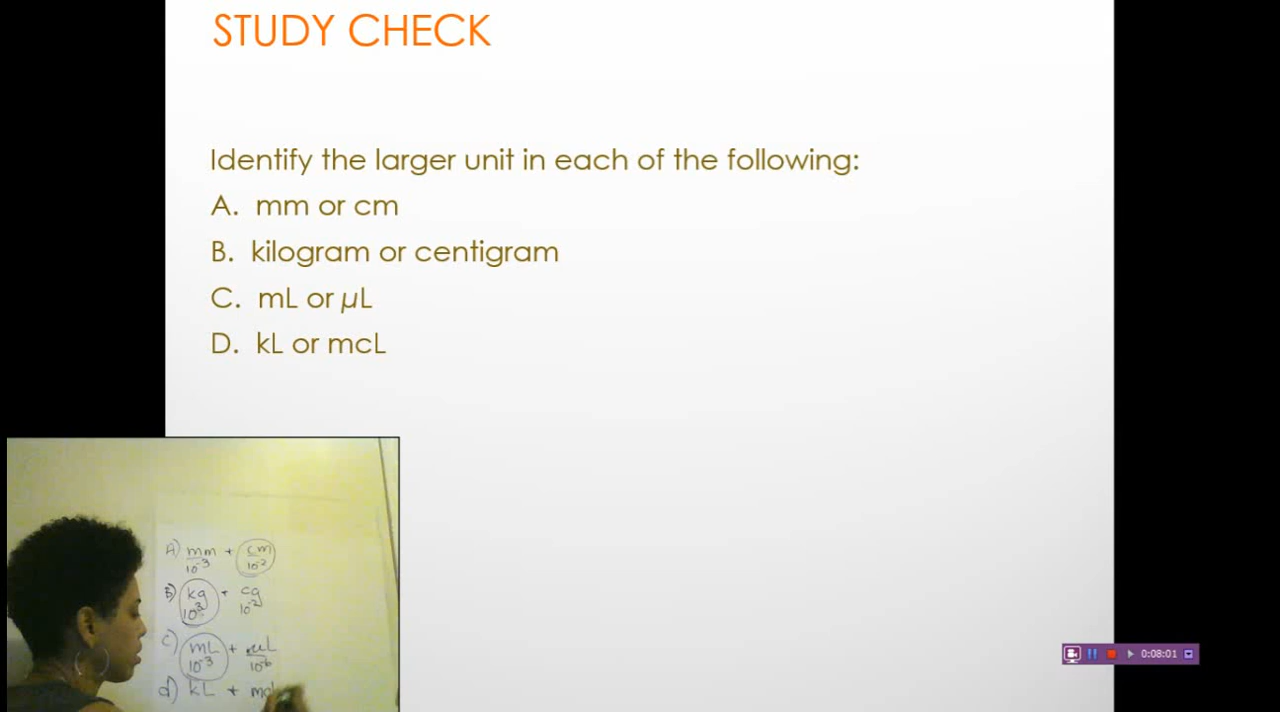 STUDY CHECK
Identify the larger unit in each of the following:
A. mm or cm
B. kilogram or centigram
C. mL or µL
D. kL or mcL
A) mm + cm
10⁻³ 10⁻²
B) kg + cg
10³ 10⁻²
C) mL + µL
10⁻³ 10⁻⁶
d) kL +
0:08:01